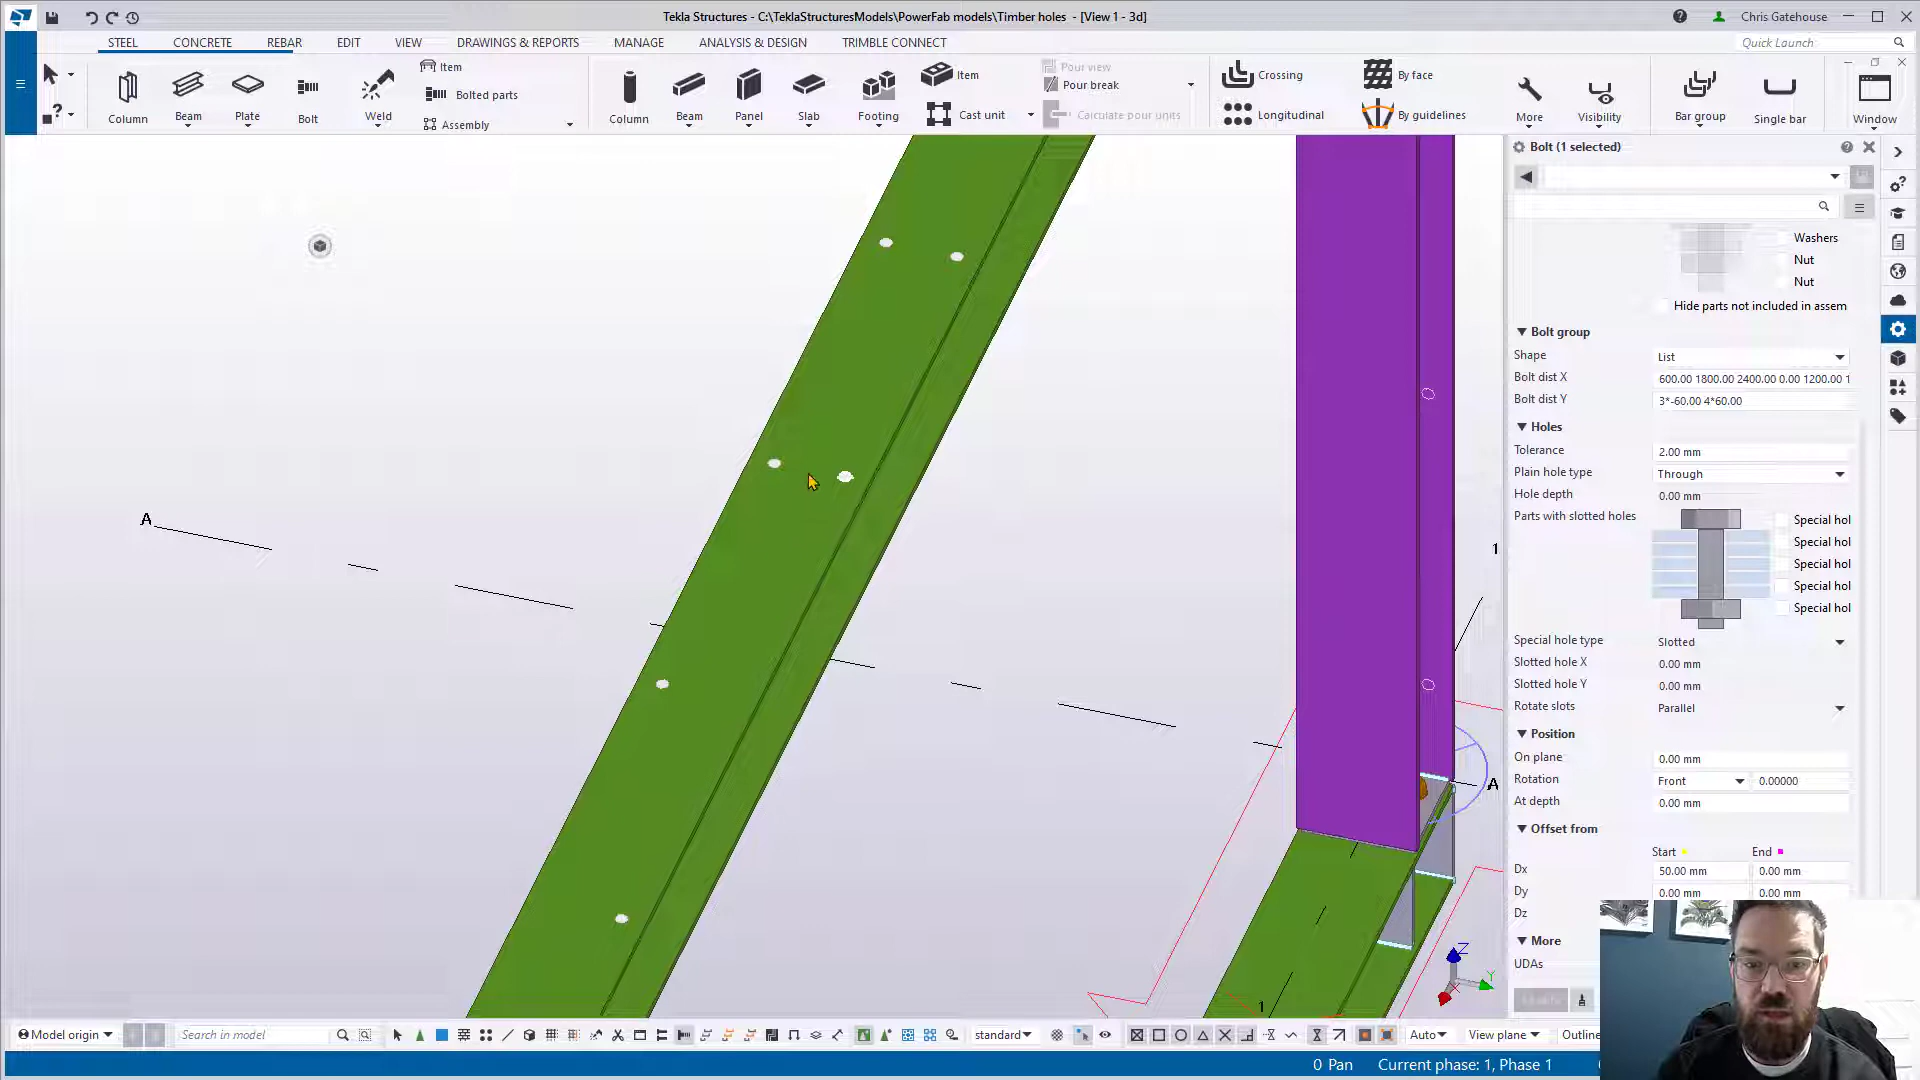 Tekla Structures - C:\TeklaStructuresModels\PowerFab models\Timber holes - [View 1 - 3d]
Chris Gatehouse
STEEL CONCRETE REBAR EDIT VIEW DRAWINGS & REPORTS MANAGE ANALYSIS & DESIGN TRIMBLE CONNECT
Quick Launch
Column
Beam
Plate
Bolt
Weld
Item
Bolted parts
Assembly
Column
Beam
Panel
Slab
Footing
Item
Cast unit
Pour view
Pour break
Calculate pour units
Crossing
Longitudinal
By face
By guidelines
More
Visibility
Bar group
Single bar
Window
A
1
A
1
Z
Y
X
Bolt (1 selected)
Washers
Nut
Nut
Hide parts not included in assem
Bolt group
Shape List
Bolt dist X 600.00 1800.00 2400.00 0.00 1200.00 1
Bolt dist Y 3*-60.00 4*60.00
Holes
Tolerance 2.00 mm
Plain hole type Through
Hole depth 0.00 mm
Parts with slotted holes Special hol
Special hol
Special hol
Special hol
Special hol
Special hole type Slotted
Slotted hole X 0.00 mm
Slotted hole Y 0.00 mm
Rotate slots Parallel
Position
On plane 0.00 mm
Rotation Front 0.00000
At depth 0.00 mm
Offset from
Start End
Dx 50.00 mm 0.00 mm
Dy 0.00 mm 0.00 mm
Dz
More
UDAs
Modify
Model origin Search in model standard Auto View plane Outline
0 Pan Current phase: 1, Phase 1